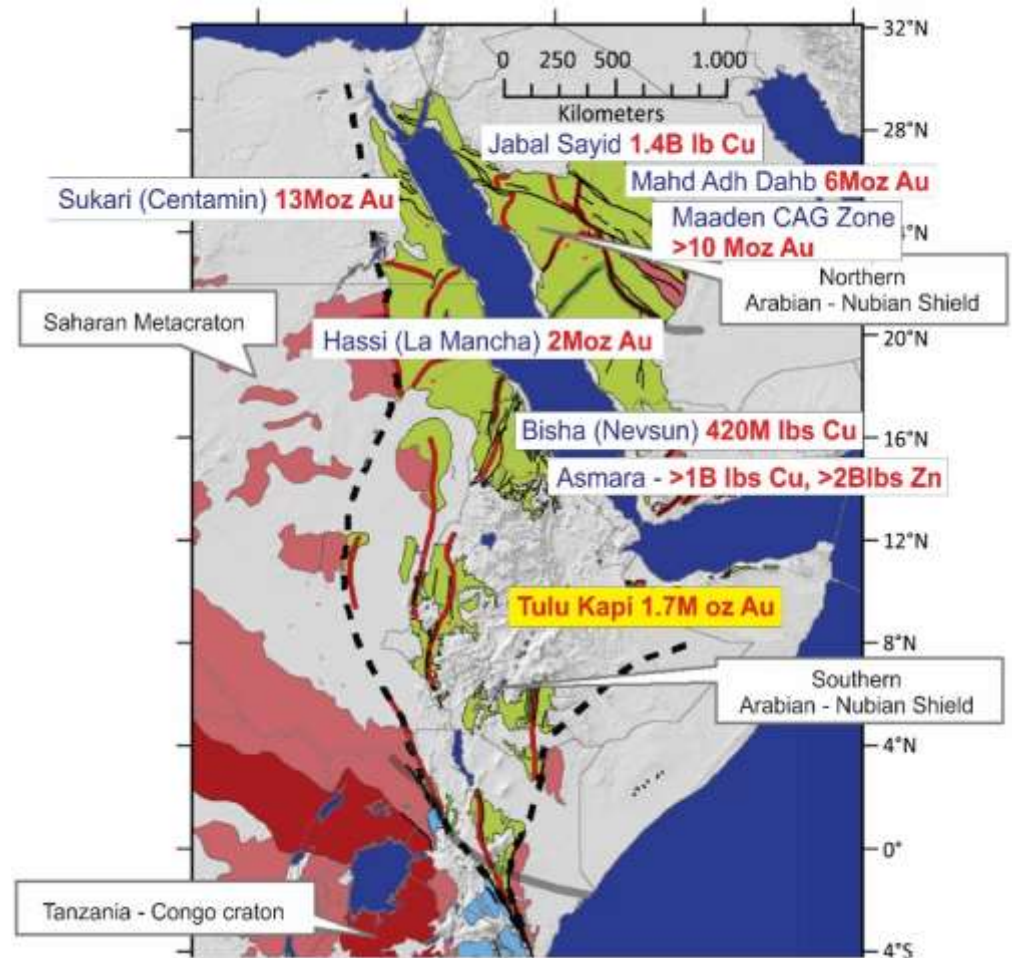 32°N
0 250 500 1.000
Kilometers
28°N
Jabal Sayid 1.4B lb Cu
Mahd Adh Dahb 6Moz Au
Sukari (Centamin) 13Moz Au
Maaden CAG Zone
>10 Moz Au
4°N
Northern
Arabian - Nubian Shield
Saharan Metacraton
Hassi (La Mancha) 2Moz Au
20°N
16°N
Bisha (Nevsun) 420M lbs Cu
Asmara - >1B lbs Cu, >2Blbs Zn
12°N
Tulu Kapi 1.7M oz Au
8°N
Southern
Arabian - Nubian Shield
4°N
0°
Tanzania - Congo craton
4°S